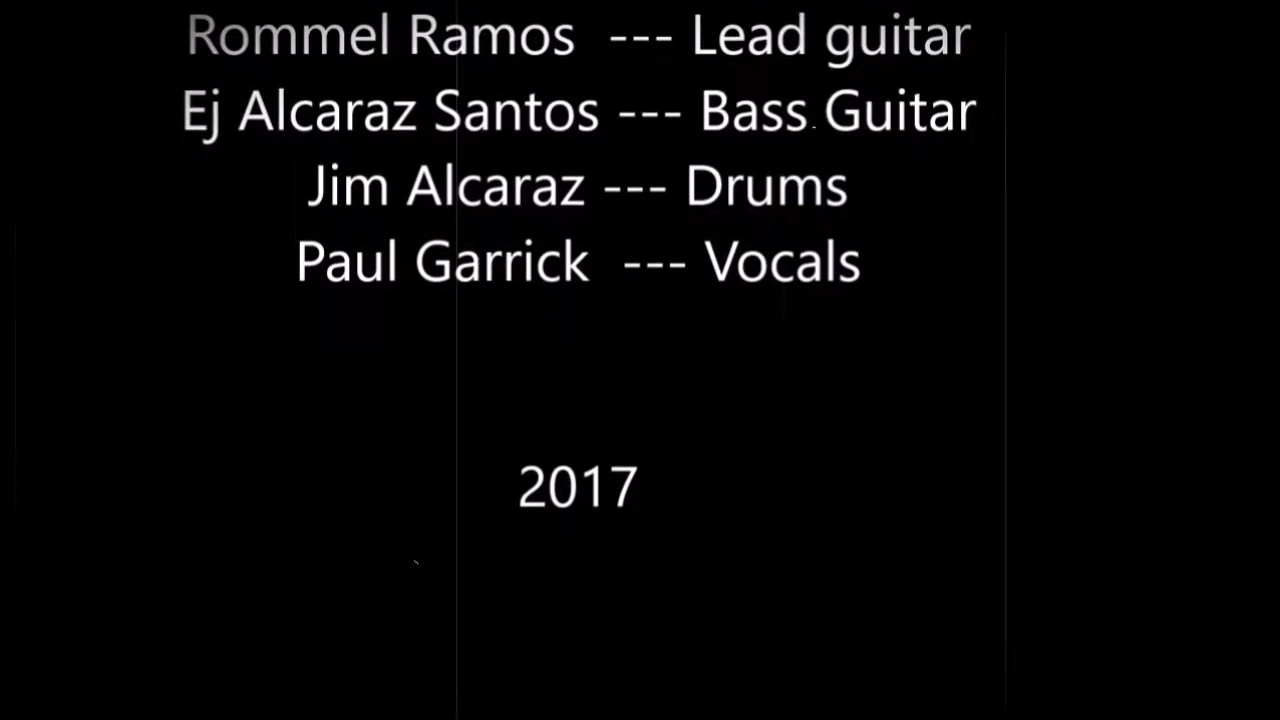 Rommel Ramos  --- Lead guitar
Ej Alcaraz Santos --- Bass Guitar
Jim Alcaraz --- Drums
Paul Garrick  --- Vocals
2017